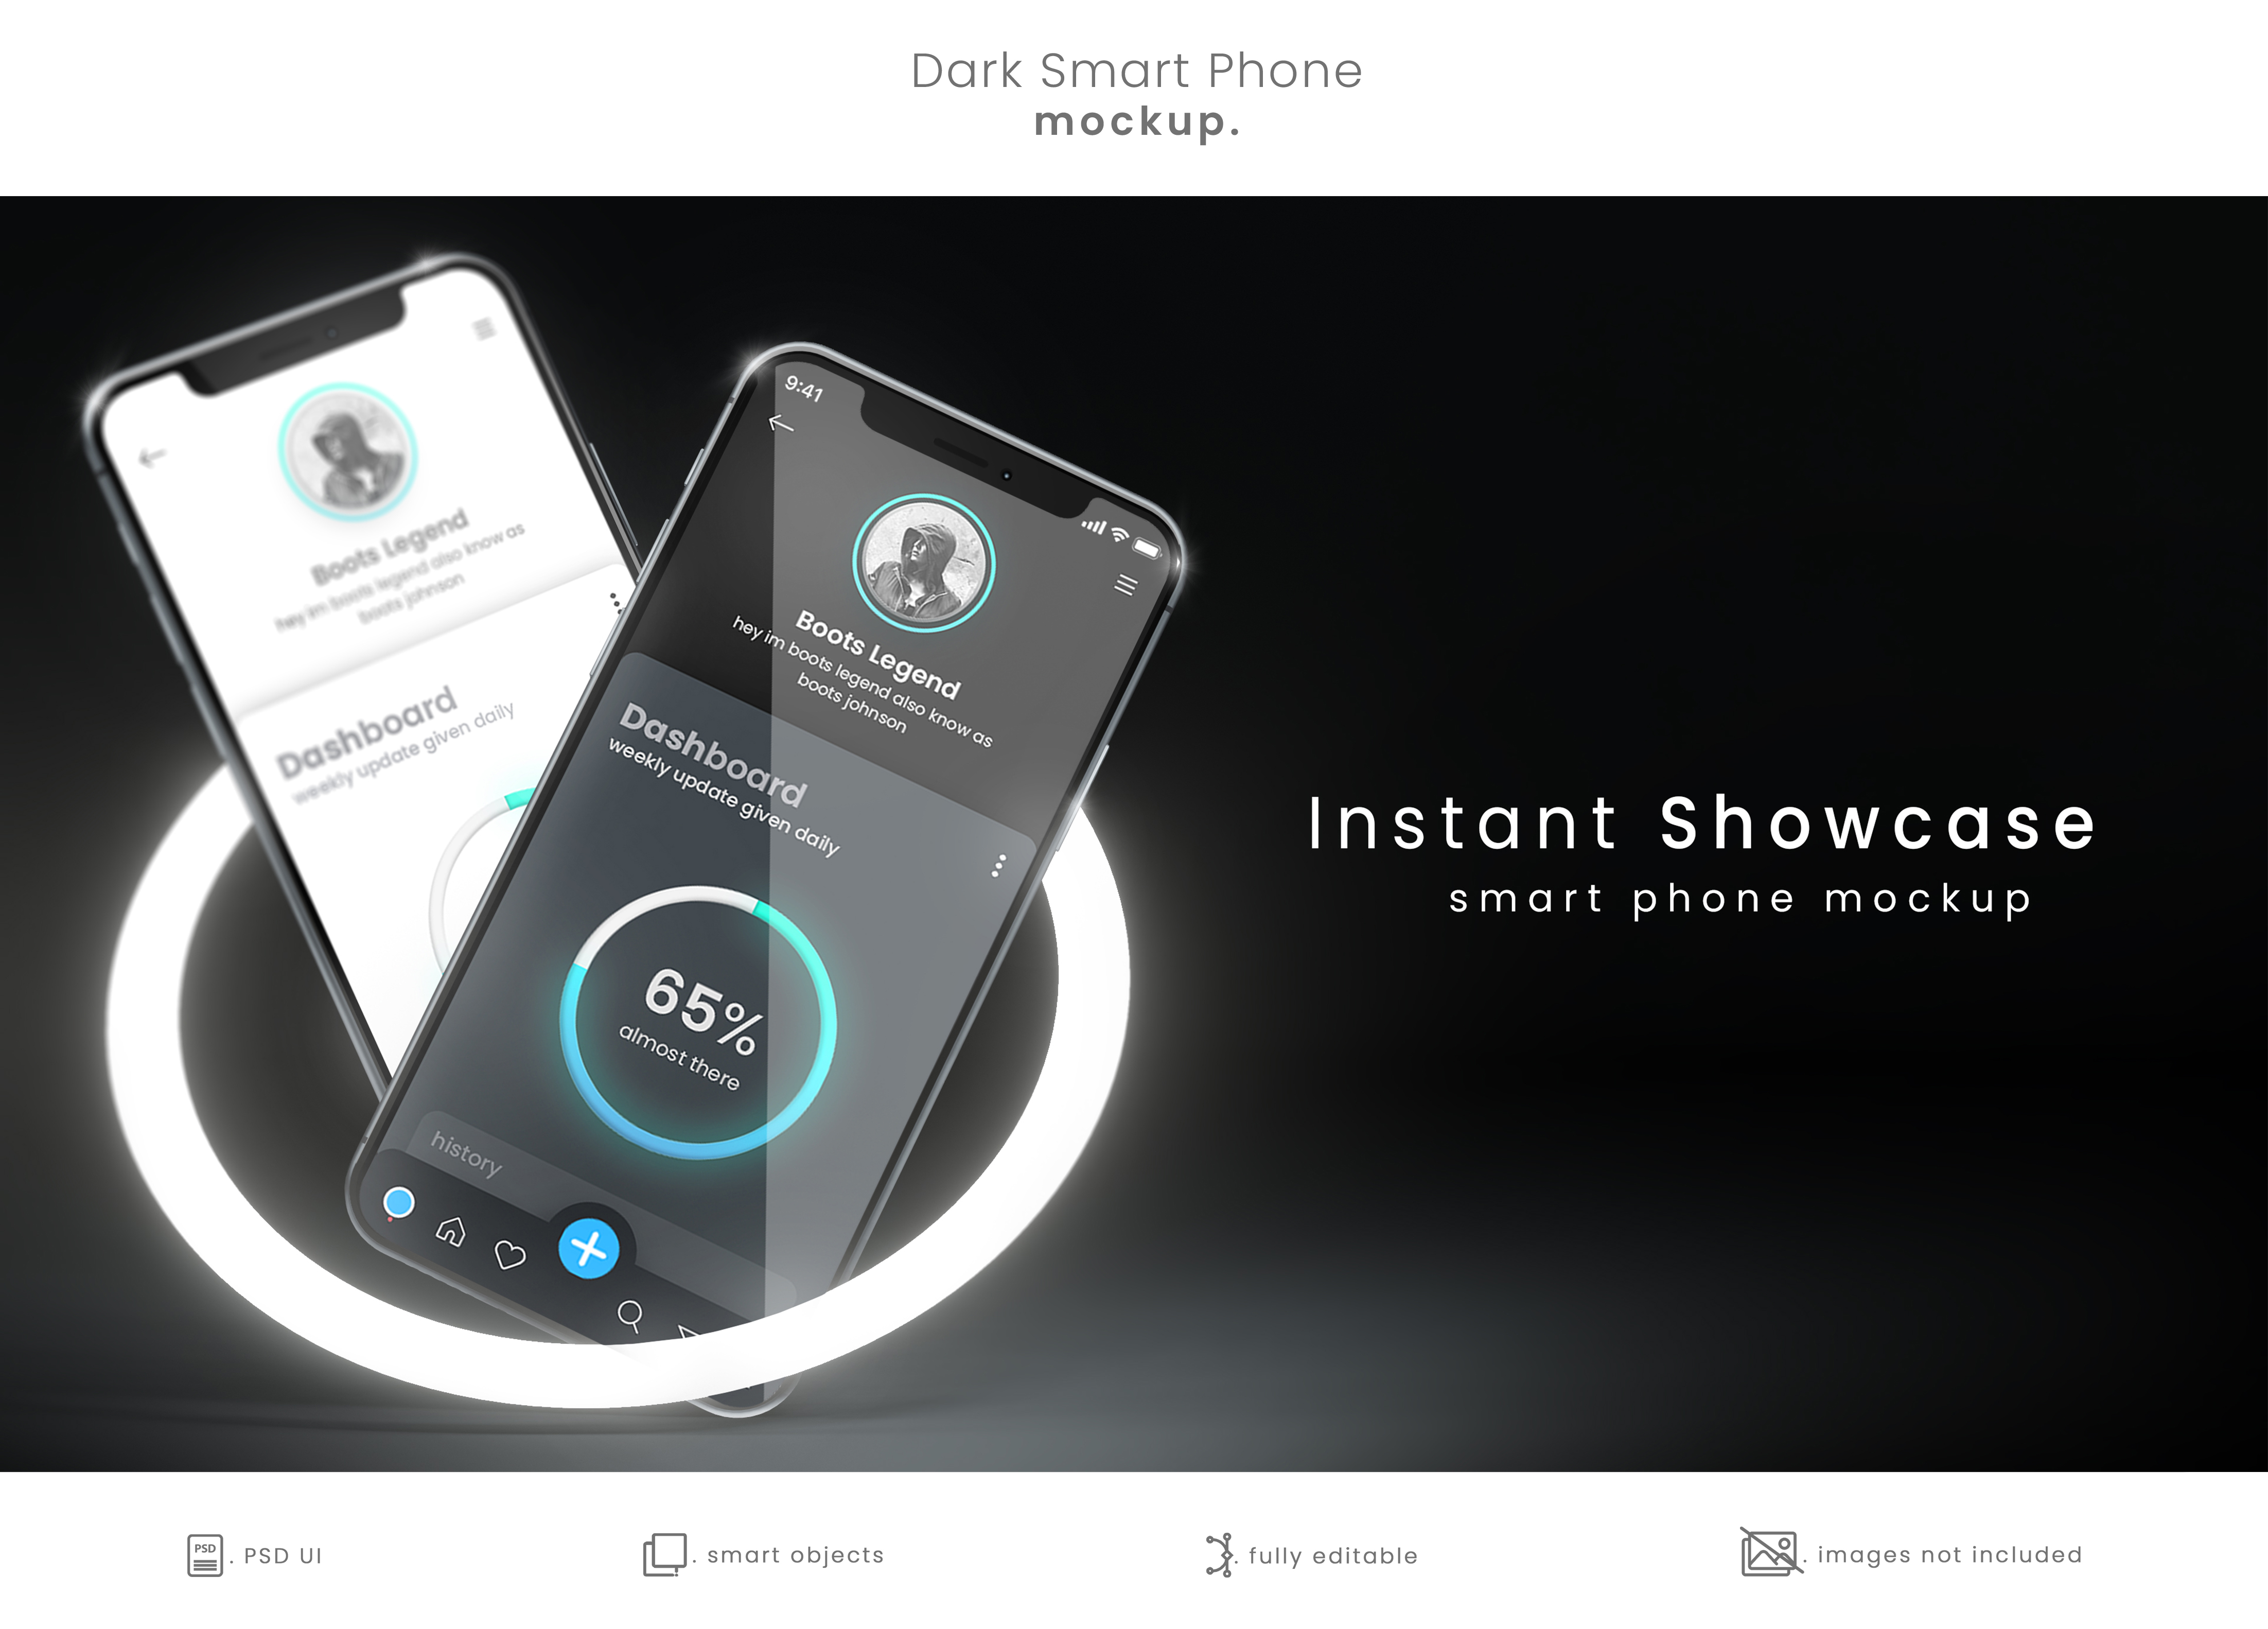 Dark Smart Phone
mockup.
Boots Legend
hey im boots legend also know as
boots johnson
Dashboard
weekly update given daily
9:41
Boots Legend
hey im boots legend also know as
boots johnson
Dashboard
weekly update given daily
65%
almost there
history
Instant Showcase
smart phone mockup
PSD
. PSD UI
. smart objects
. fully editable
. images not included